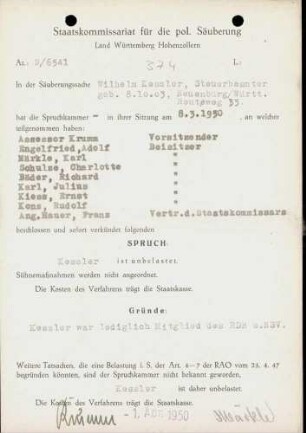 Staatskommissariat für die pol. Säuberung
Land Württemberg Hohenzollern
Az.: D/6541 874 L:
In der Säuberungssache Wilhelm Kessler, Steuerbeamter
geb. 8.10.03, Neuenburg/Württ.
33.
hat die Spruchkammer — in ihrer Sitzung am 8.3.1950, an welcher
teilgenommen haben:
Assessor Krumm Vorsitzender
Engelfried, Adolf Beisitzer
Märkle, Karl "
Schulze, Charlotte "
Bäder, Richard "
Karl, Julius "
Kiess, Ernst "
Kons, Rudolf "
Ang. Hauer, Franz Vertr.d.Staatskommissars
beschlossen und sofort verkündet folgenden
SPRUCH:
Kessler ist unbelastet.
Sühnemaßnahmen werden nicht angeordnet.
Die Kosten des Verfahrens trägt die Staatskasse.
Gründe:
Kessler war lediglich Mitglied des RDB u.NSV.
Weitere Tatsachen, die eine Belastung i. S. der Art. 4—7 der RAO vom 25. 4. 47
begründen könnten, sind der Spruchkammer nicht bekannt geworden.
Kessler ist daher unbelastet.
Die Kosten des Verfahrens trägt die Staatskasse.
Krumm -1. APR. 1950 Märkle